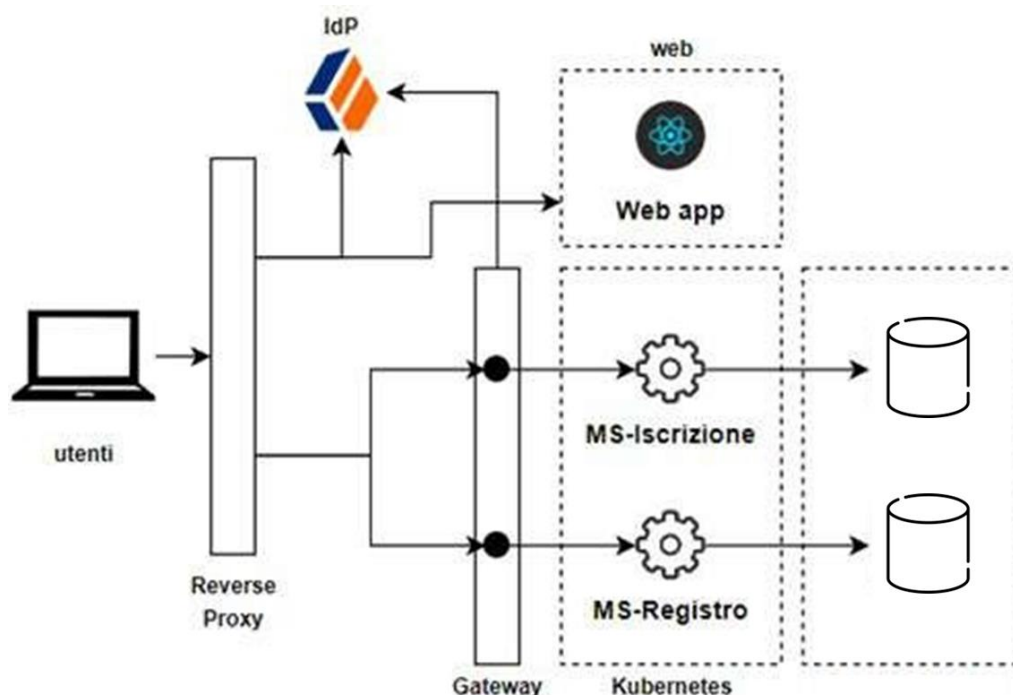 IdP
web
Web app
utenti
MS-Iscrizione
Reverse
Proxy
MS-Registro
Gateway
Kubernetes